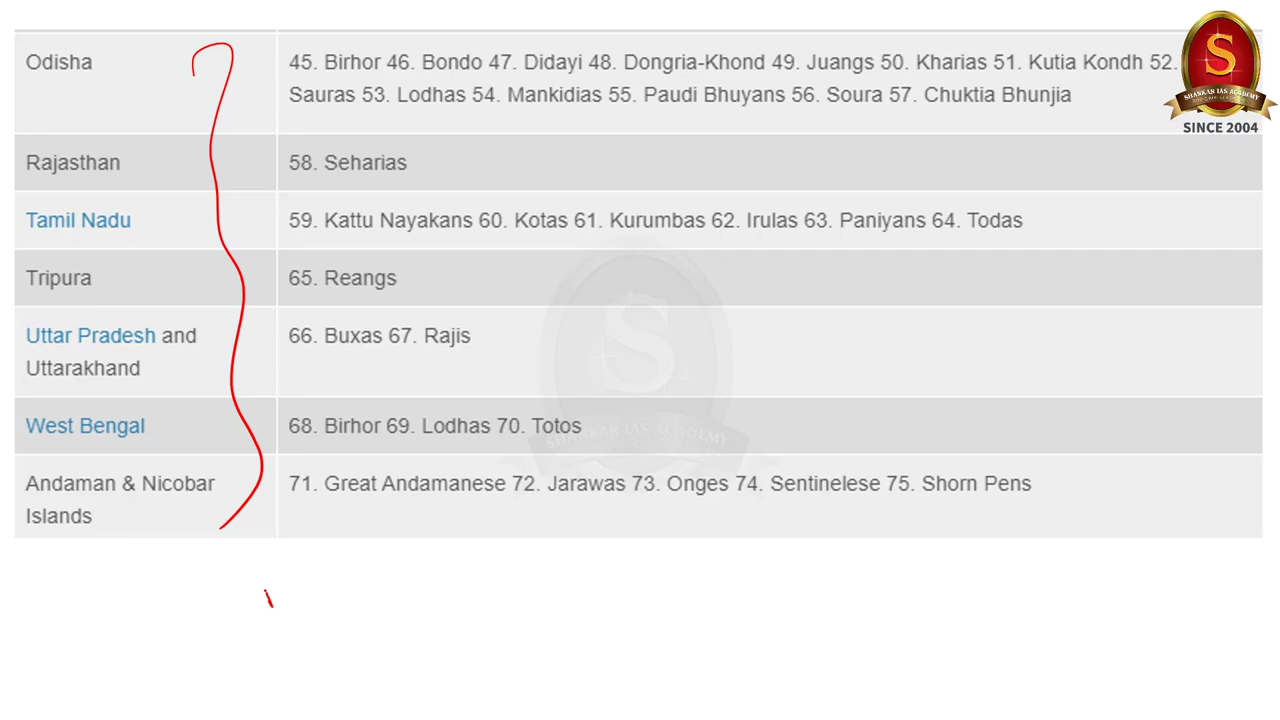 Odisha
45. Birhor 46. Bondo 47. Didayi 48. Dongria-Khond 49. Juangs 50. Kharias 51. Kutia Kondh 52.
Sauras 53. Lodhas 54. Mankidias 55. Paudi Bhuyans 56. Soura 57. Chuktia Bhunjia
Rajasthan
58. Seharias
Tamil Nadu
59. Kattu Nayakans 60. Kotas 61. Kurumbas 62. Irulas 63. Paniyans 64. Todas
Tripura
65. Reangs
Uttar Pradesh and
Uttarakhand
66. Buxas 67. Rajis
West Bengal
68. Birhor 69. Lodhas 70. Totos
Andaman & Nicobar
Islands
71. Great Andamanese 72. Jarawas 73. Onges 74. Sentinelese 75. Shorn Pens
S
SHANKAR IAS ACADEMY
SINCE 2004
S
SHANKAR IAS ACADEMY